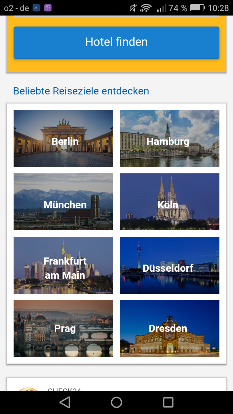 o2 - de
74 %
10:28
Hotel finden
Beliebte Reiseziele entdecken
Berlin
Hamburg
München
Köln
Frankfurt
am Main
Düsseldorf
Prag
Dresden
CHECK24